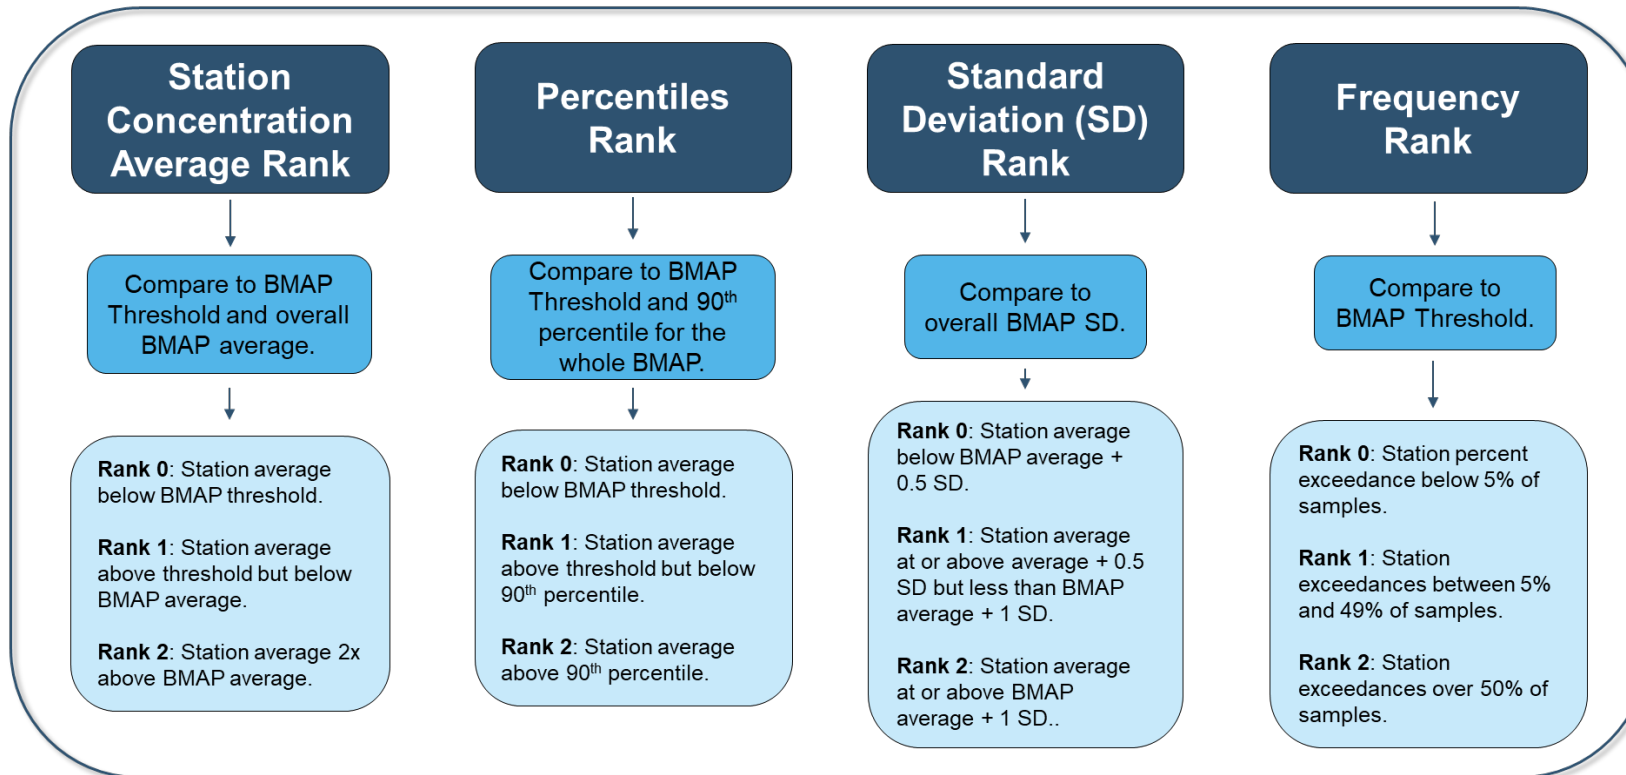 Station
Concentration
Average Rank
Compare to BMAP
Threshold and overall
BMAP average.
Rank 0: Station average
below BMAP threshold.
Rank 1: Station average
above threshold but below
BMAP average.
Rank 2: Station average 2x
above BMAP average.
Percentiles
Rank
Compare to BMAP
Threshold and 90th
percentile for the
whole BMAP.
Rank 0: Station average
below BMAP threshold.
Rank 1: Station average
above threshold but below
90th percentile.
Rank 2: Station average
above 90th percentile.
Standard
Deviation (SD)
Rank
Compare to
overall BMAP SD.
Rank 0: Station average
below BMAP average +
0.5 SD.
Rank 1: Station average
at or above average + 0.5
SD but less than BMAP
average + 1 SD.
Rank 2: Station average
at or above BMAP
average + 1 SD..
Frequency
Rank
Compare to
BMAP Threshold.
Rank 0: Station percent
exceedance below 5% of
samples.
Rank 1: Station
exceedances between 5%
and 49% of samples.
Rank 2: Station
exceedances over 50% of
samples.